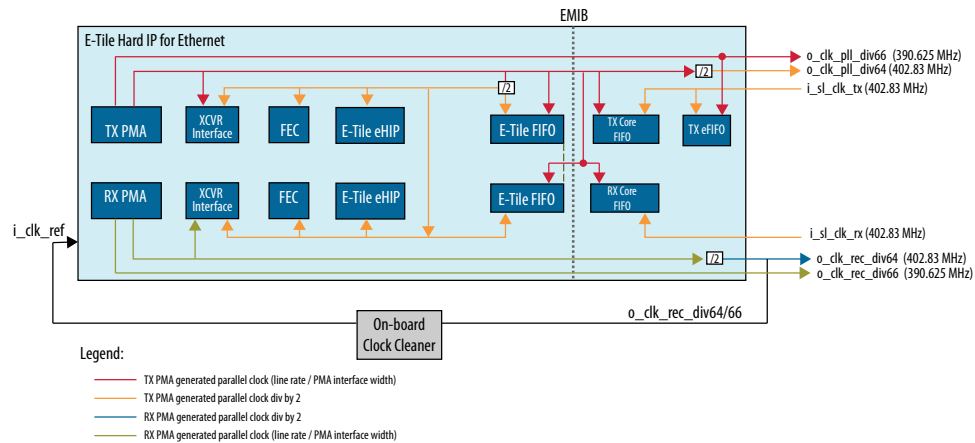 EMIB
E-Tile Hard IP for Ethernet
o_clk_pll_div66 (390.625 MHz)
/2
o_clk_pll_div64 (402.83 MHz)
/2
i_sl_clk_tx (402.83 MHz)
TX PMA
XCVR
Interface
FEC
E-Tile eHIP
E-Tile FIFO
TX Core
FIFO
TX eFIFO
RX PMA
XCVR
Interface
FEC
E-Tile eHIP
E-Tile FIFO
RX Core
FIFO
i_clk_ref
i_sl_clk_rx (402.83 MHz)
/2
o_clk_rec_div64 (402.83 MHz)
o_clk_rec_div66 (390.625 MHz)
o_clk_rec_div64/66
On-board
Clock Cleaner
Legend:
TX PMA generated parallel clock (line rate / PMA interface width)
TX PMA generated parallel clock div by 2
RX PMA generated parallel clock div by 2
RX PMA generated parallel clock (line rate / PMA interface width)